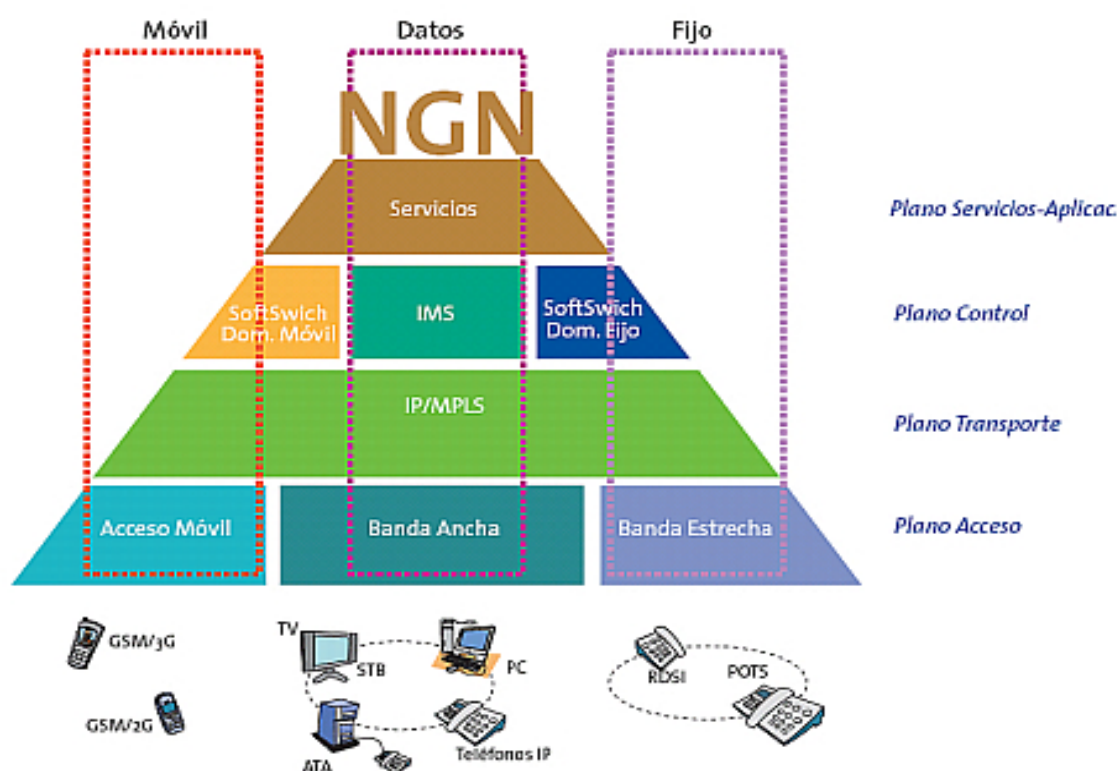 Móvil
Datos
Fijo
NGN
Servicios
Plano Servicios-Aplicac.
SoftSwich
Dom. Móvil
IMS
SoftSwich
Dom. Fijo
Plano Control
IP/MPLS
Plano Transporte
Acceso Móvil
Banda Ancha
Banda Estrecha
Plano Acceso
GSM/3G
GSM/2G
TV
STB
PC
ATA
Teléfonos IP
RDSI
POTS